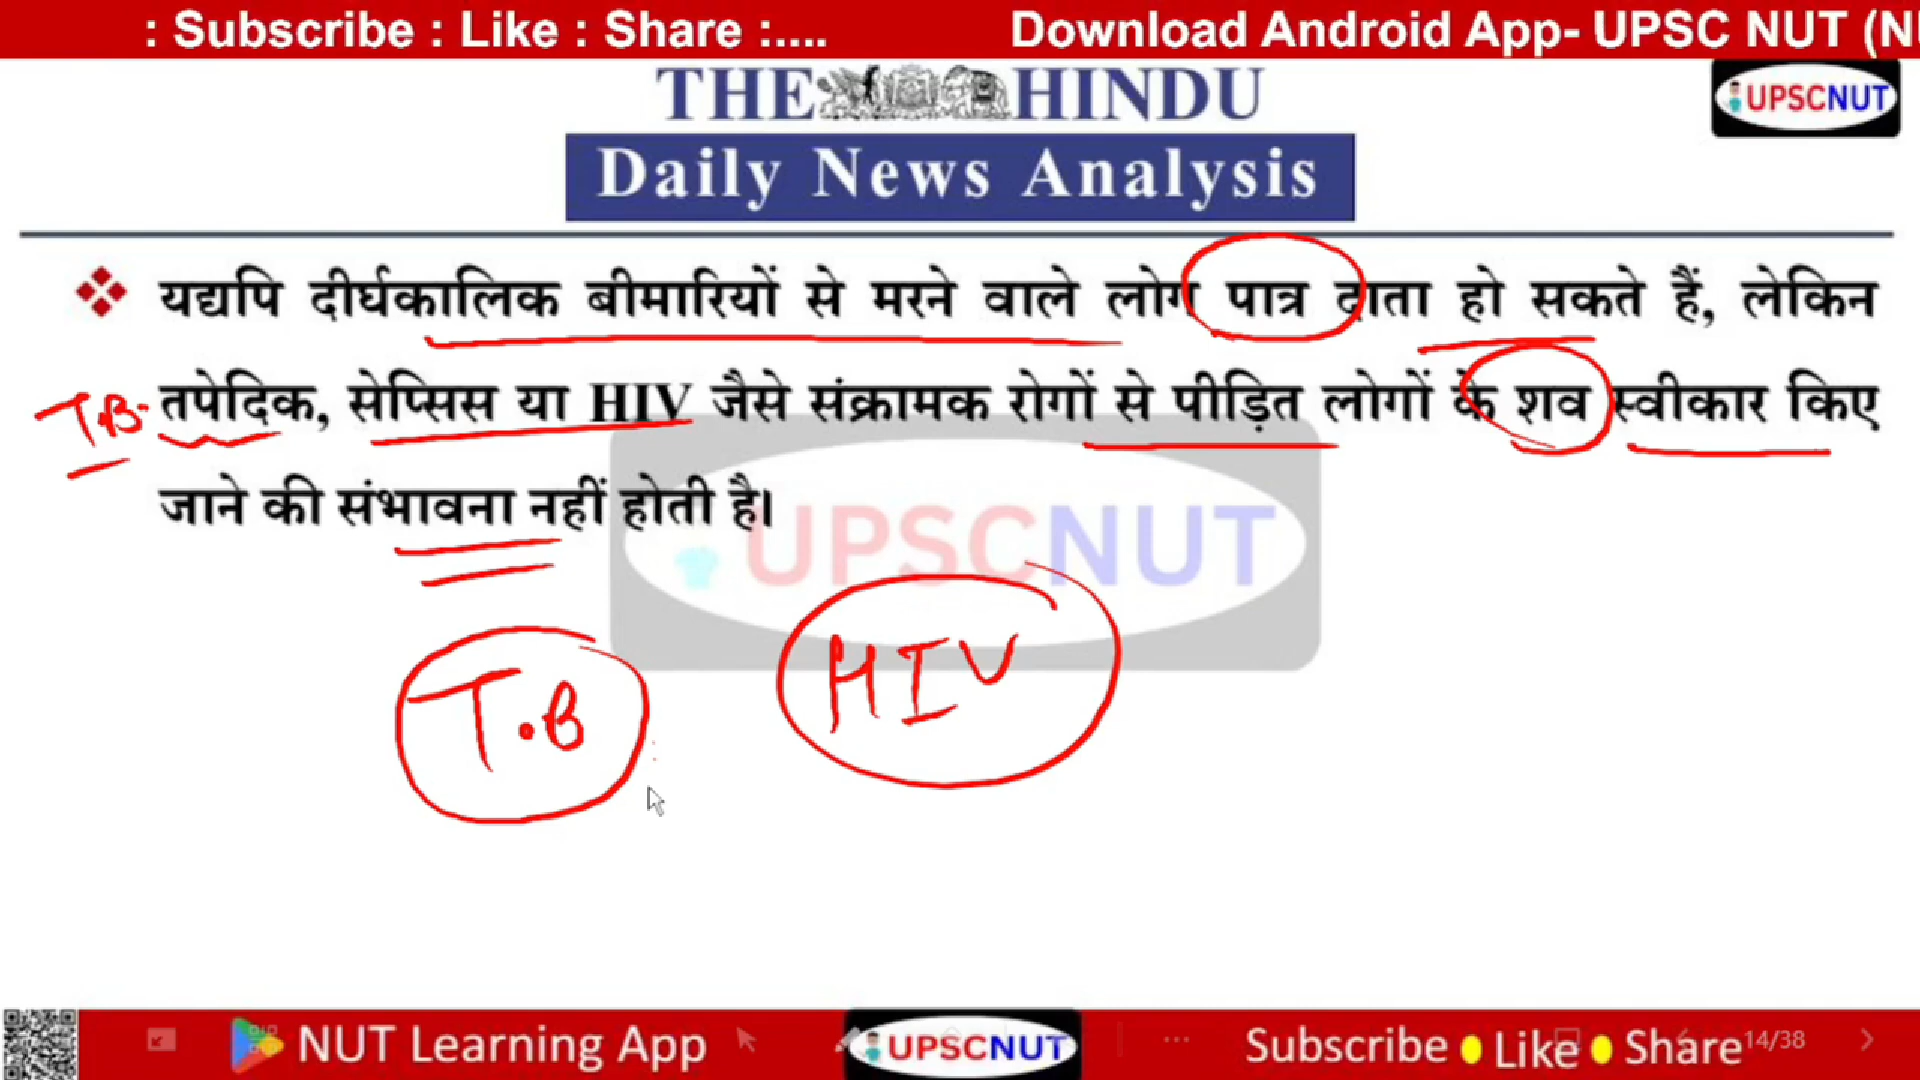 : Subscribe : Like : Share :.... Download Android App- UPSC NUT (N
THE HINDU
UPSCNUT
Daily News Analysis
यद्यपि दीर्घकालिक बीमारियों से मरने वाले लोग पात्र दाता हो सकते हैं, लेकिन
T.B- तपेदिक, सेप्सिस या HIV जैसे संक्रामक रोगों से पीड़ित लोगों के शव स्वीकार किए
जाने की संभावना नहीं होती है।
UPSCNUT
T.B HIV
NUT Learning App UPSCNUT Subscribe Like Share 14/38